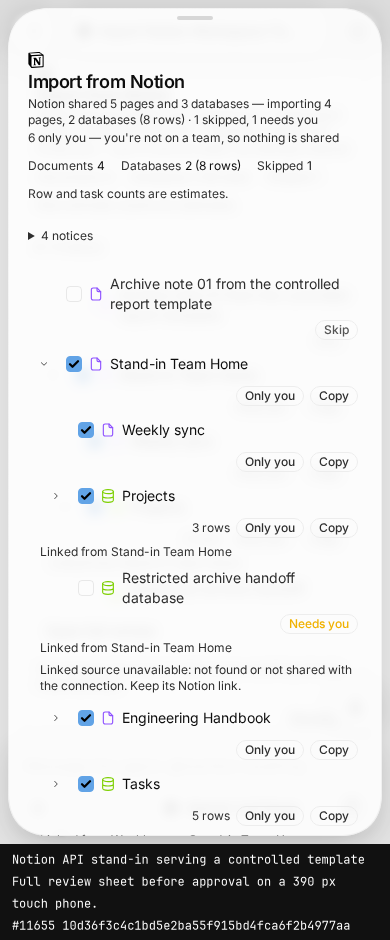 Import from Notion
Notion shared 5 pages and 3 databases — importing 4
pages, 2 databases (8 rows) · 1 skipped, 1 needs you
6 only you — you're not on a team, so nothing is shared
Documents 4 Databases 2 (8 rows) Skipped 1
Row and task counts are estimates.
4 notices
Archive note 01 from the controlled
report template
Skip
Stand-in Team Home
Only you Copy
Weekly sync
Only you Copy
Projects
3 rows Only you Copy
Linked from Stand-in Team Home
Restricted archive handoff
database
Needs you
Linked from Stand-in Team Home
Linked source unavailable: not found or not shared with
the connection. Keep its Notion link.
Engineering Handbook
Only you Copy
Tasks
5 rows Only you Copy
Notion API stand-in serving a controlled template
Full review sheet before approval on a 390 px
touch phone.
#11655 10d36f3c4c1bd5e2ba55f915bd4fca6f2b4977aa